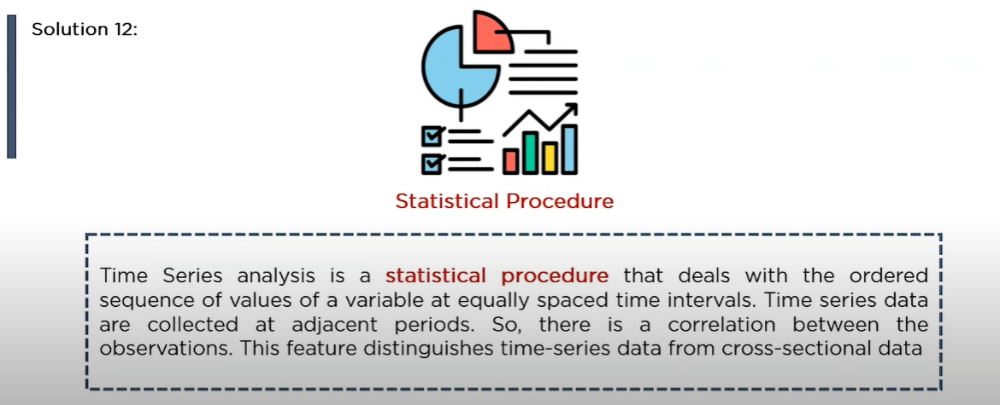 Solution 12:
Statistical Procedure
Time Series analysis is a statistical procedure that deals with the ordered
sequence of values of a variable at equally spaced time intervals. Time series data
are collected at adjacent periods. So, there is a correlation between the
observations. This feature distinguishes time-series data from cross-sectional data